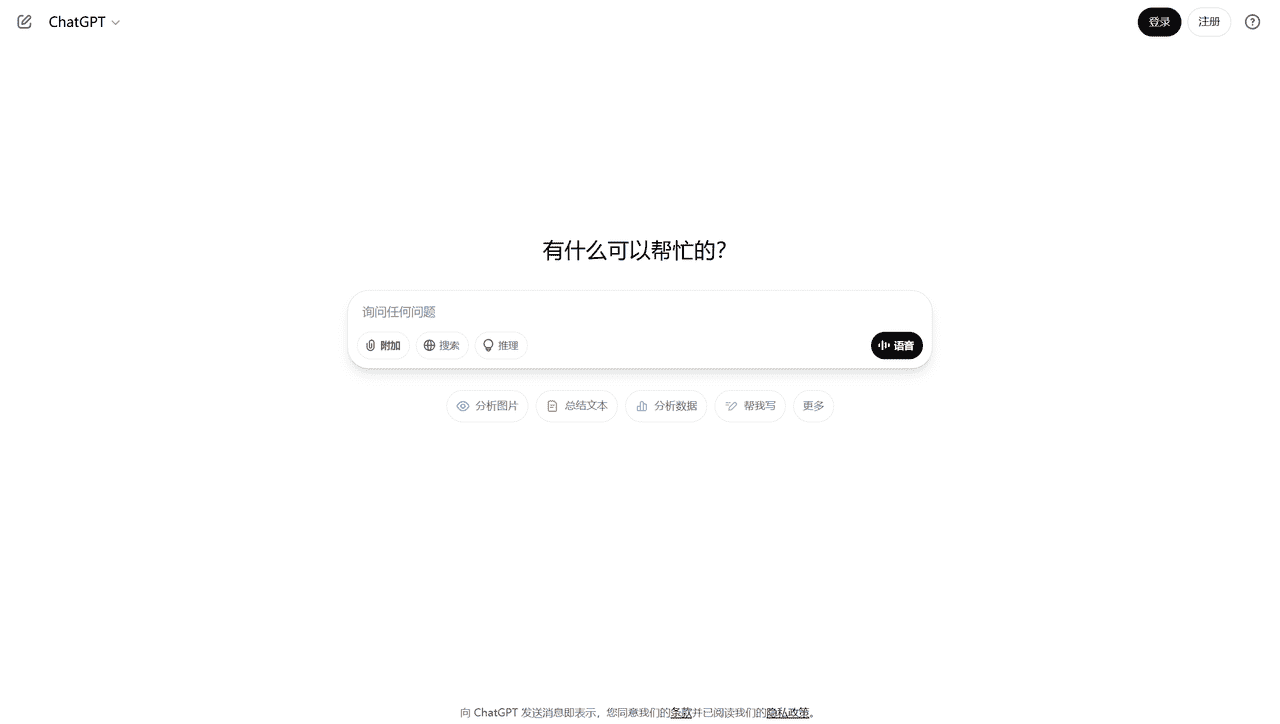 ChatGPT
登录 注册
有什么可以帮忙的？
询问任何问题
附加 搜索 推理 语音
分析图片 总结文本 分析数据 帮我写 更多
向 ChatGPT 发送消息即表示，您同意我们的条款并已阅读我们的隐私政策。